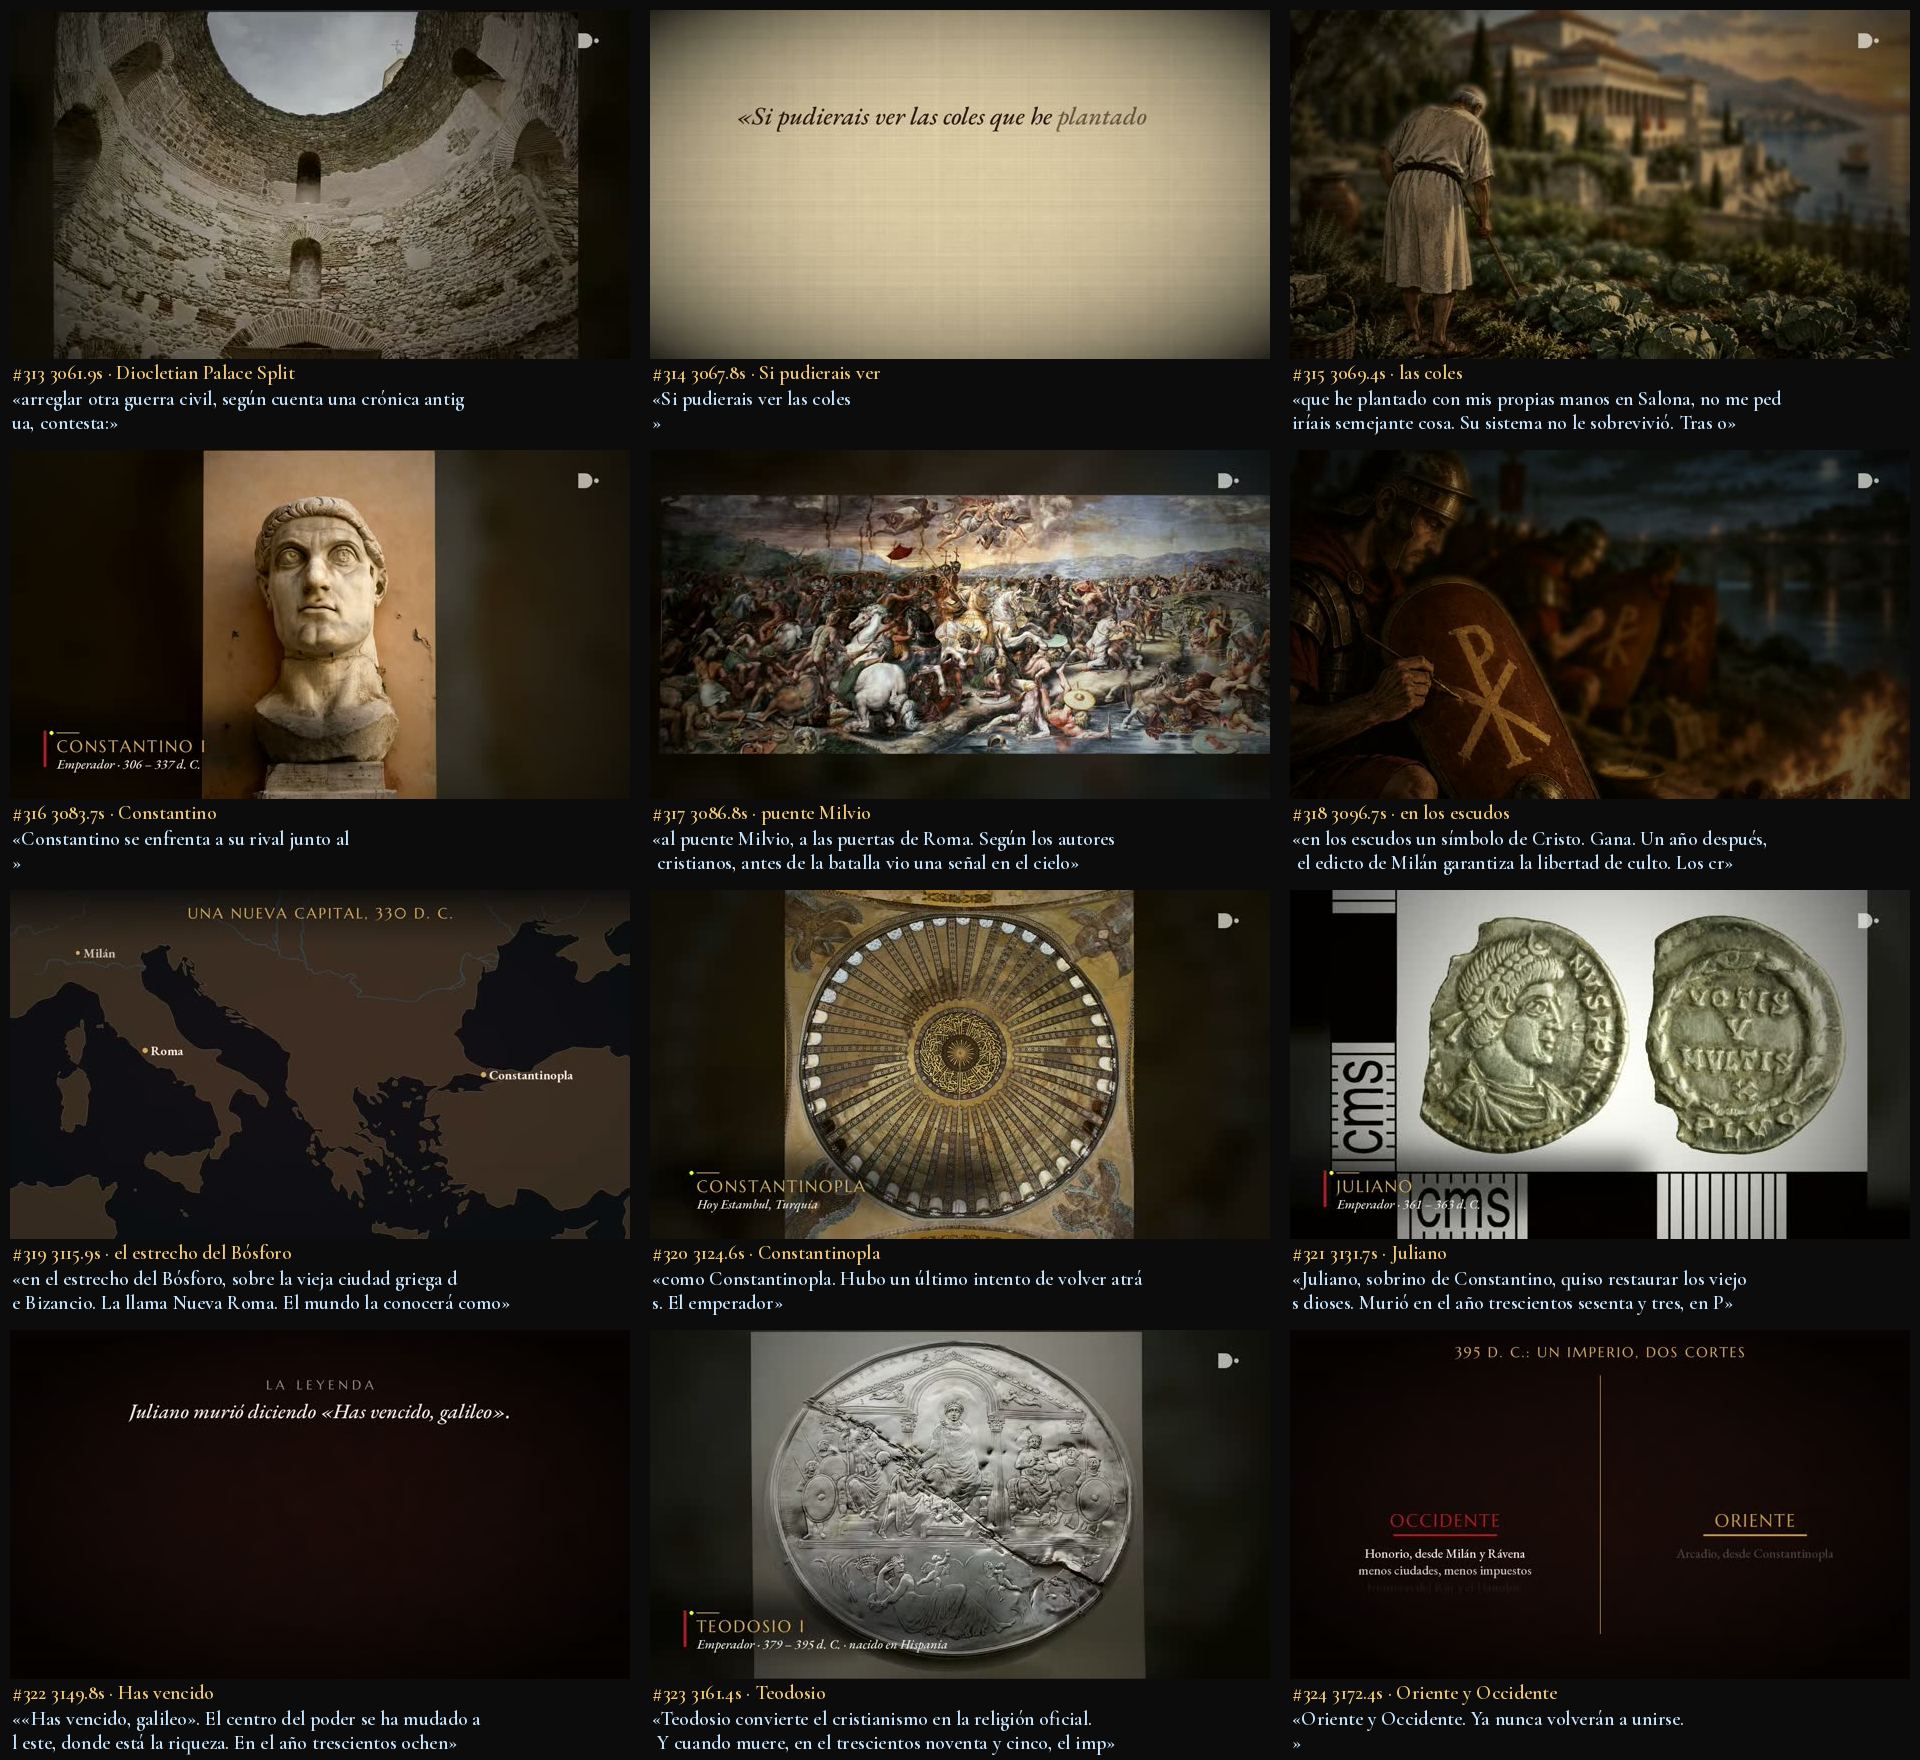 «Si pudierais ver las coles que he plantado
#313 3061.9s · Diocletian Palace Split
«arreglar otra guerra civil, según cuenta una crónica antig
ua, contesta:»
#314 3067.8s · Si pudierais ver
«Si pudierais ver las coles
»
#315 3069.4s · las coles
«que he plantado con mis propias manos en Salona, no me ped
iríais semejante cosa. Su sistema no le sobrevivió. Tras o»
CONSTANTINO I
Emperador · 306 – 337 d. C.
#316 3083.7s · Constantino
«Constantino se enfrenta a su rival junto al
»
#317 3086.8s · puente Milvio
«al puente Milvio, a las puertas de Roma. Según los autores
cristianos, antes de la batalla vio una señal en el cielo»
#318 3096.7s · en los escudos
«en los escudos un símbolo de Cristo. Gana. Un año después,
el edicto de Milán garantiza la libertad de culto. Los cr»
UNA NUEVA CAPITAL, 330 D. C.
Milán
Roma
Constantinopla
#319 3115.9s · el estrecho del Bósforo
«en el estrecho del Bósforo, sobre la vieja ciudad griega d
e Bizancio. La llama Nueva Roma. El mundo la conocerá como»
CONSTANTINOPLA
Hoy Estambul, Turquía
#320 3124.6s · Constantinopla
«como Constantinopla. Hubo un último intento de volver atrá
s. El emperador»
VOTIS
V
MVLTIS
X
cms
JULIANO
Emperador · 361 – 363 d. C.
cms
#321 3131.7s · Juliano
«Juliano, sobrino de Constantino, quiso restaurar los viejo
s dioses. Murió en el año trescientos sesenta y tres, en P»
LA LEYENDA
Juliano murió diciendo «Has vencido, galileo».
#322 3149.8s · Has vencido
««Has vencido, galileo». El centro del poder se ha mudado a
l este, donde está la riqueza. En el año trescientos ochen»
TEODOSIO I
Emperador · 379 – 395 d. C. · nacido en Hispania
#323 3161.4s · Teodosio
«Teodosio convierte el cristianismo en la religión oficial.
Y cuando muere, en el trescientos noventa y cinco, el imp»
395 D. C.: UN IMPERIO, DOS CORTES
OCCIDENTE
Honorio, desde Milán y Rávena
menos ciudades, menos impuestos
ORIENTE
Arcadio, desde Constantinopla
#324 3172.4s · Oriente y Occidente
«Oriente y Occidente. Ya nunca volverán a unirse.
»